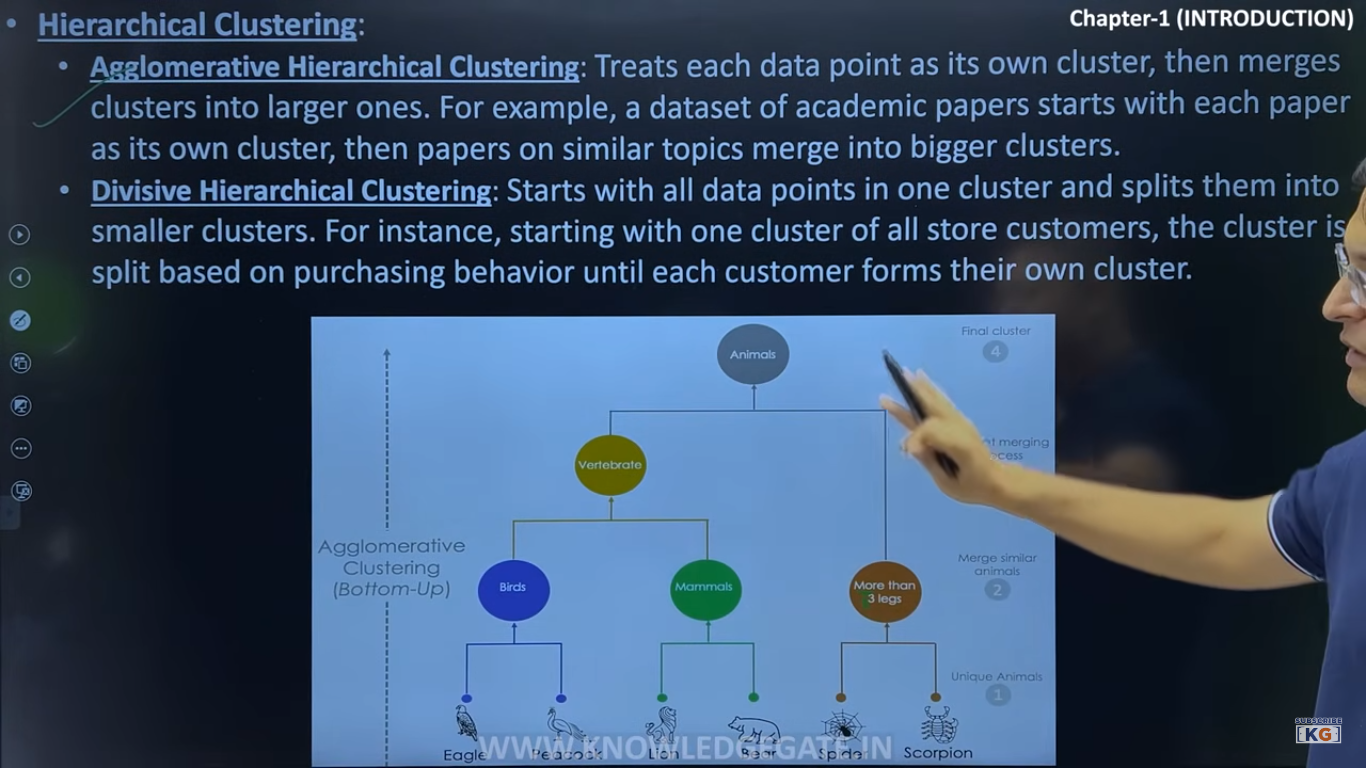 Chapter-1 (INTRODUCTION)
• Hierarchical Clustering:
• Agglomerative Hierarchical Clustering: Treats each data point as its own cluster, then merges
clusters into larger ones. For example, a dataset of academic papers starts with each paper
as its own cluster, then papers on similar topics merge into bigger clusters.
• Divisive Hierarchical Clustering: Starts with all data points in one cluster and splits them into
smaller clusters. For instance, starting with one cluster of all store customers, the cluster is
split based on purchasing behavior until each customer forms their own cluster.
Final cluster
4
Animals
merging
Vertebrate
Agglomerative
Clustering
(Bottom-Up)
Merge similar
animals
2
Birds
Mammals
More than
3 legs
Unique Animals
1
Eagle
Peacock
Lion
Bear
Spider
Scorpion
WWW.KNOWLEDGEGATE.IN
SUBSCRIBE
KG